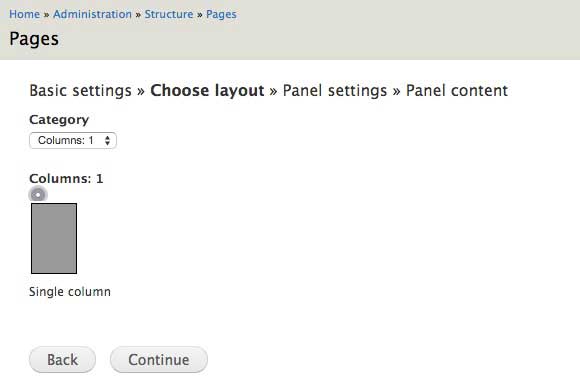 Home » Administration » Structure » Pages
Pages
Basic settings » Choose layout » Panel settings » Panel content
Category
Columns: 1
Columns: 1
Single column
Back Continue